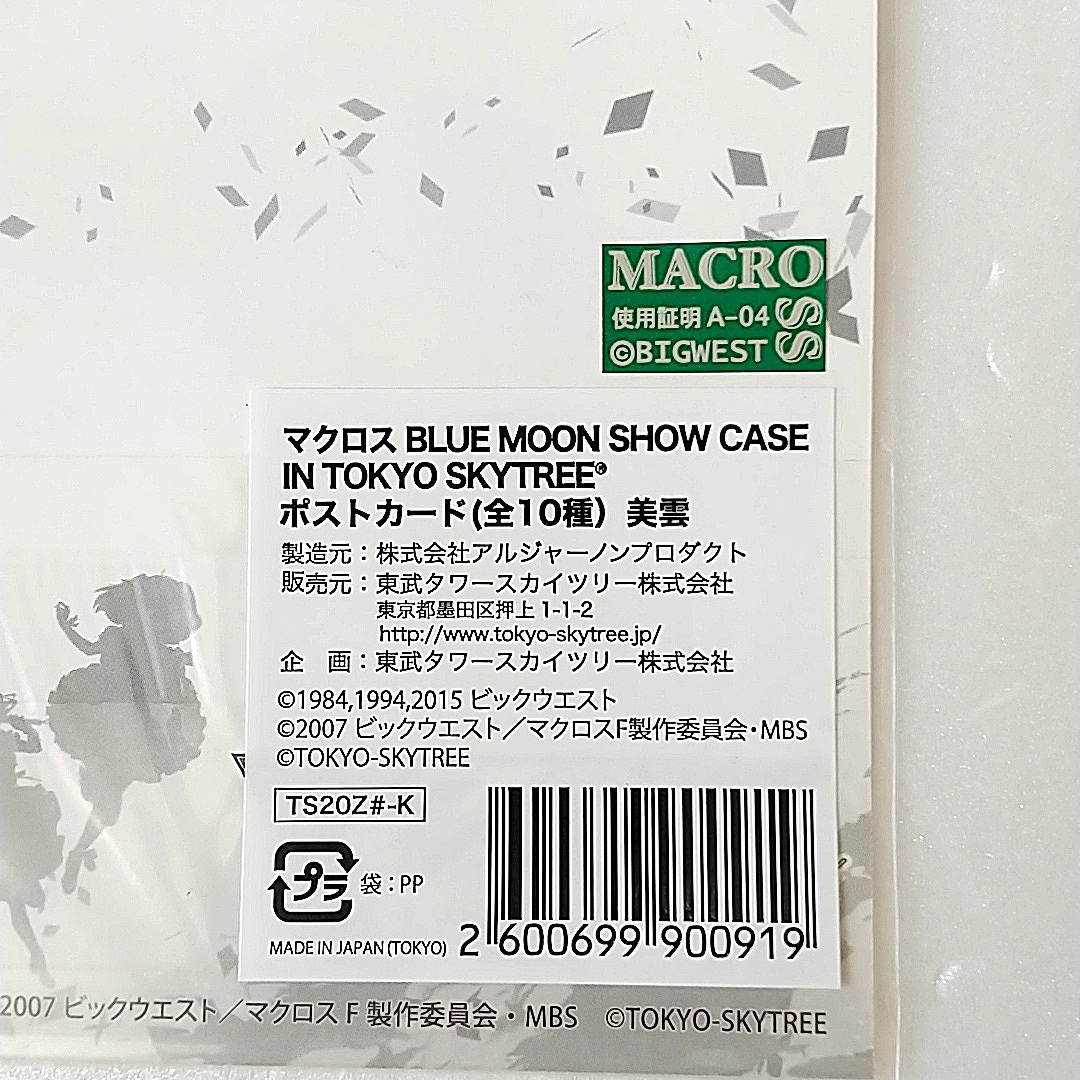 MACROSS
使用証明 A-04
©BIGWEST
マクロス BLUE MOON SHOW CASE
IN TOKYO SKYTREE®
ポストカード(全10種) 美雲
製造元:株式会社アルジャーノンプロダクト
販売元:東武タワースカイツリー株式会社
東京都墨田区押上 1-1-2
http://www.tokyo-skytree.jp/
企 画:東武タワースカイツリー株式会社
©1984,1994,2015 ビックウエスト
©2007 ビックウエスト/マクロスF製作委員会・MBS
©TOKYO-SKYTREE
TS20Z#-K
プラ 袋:PP
MADE IN JAPAN (TOKYO)
2 600699 900919
2007 ビックウエスト/マクロス F 製作委員会・MBS ©TOKYO-SKYTREE